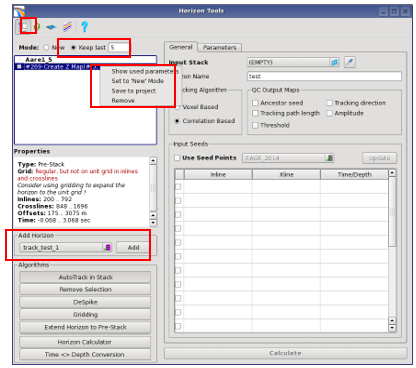 Horizon Tools
Mode: New Keep last 5
Aare1_5
#269-Create Z Map
Show used parameters
Set to 'New' Mode
Save to project
Remove
Properties
Type: Pre-Stack
Grid: Regular, but not on unit grid in inlines
and crosslines
Consider using gridding to expand the
horizon to the unit grid !
Inlines: 200 .. 792
Crosslines: 848 .. 1696
Offsets: 175 .. 3075 m
Time: -0.068 .. 3.068 sec
Add Horizon
track_test_1 Add
Algorithms
AutoTrack in Stack
Remove Selection
DeSpike
Gridding
Extend Horizon to Pre-Stack
Horizon Calculator
Time <> Depth Conversion
General Parameters
Input Stack (EMPTY)
zon Name test
cking Algorithm
Voxel Based
Correlation Based
QC Output Maps
Ancestor seed Tracking direction
Tracking path length Amplitude
Threshold
Input Seeds
Use Seed Points CAGE_2014 Update
Inline Xline Time/Depth
Calculate